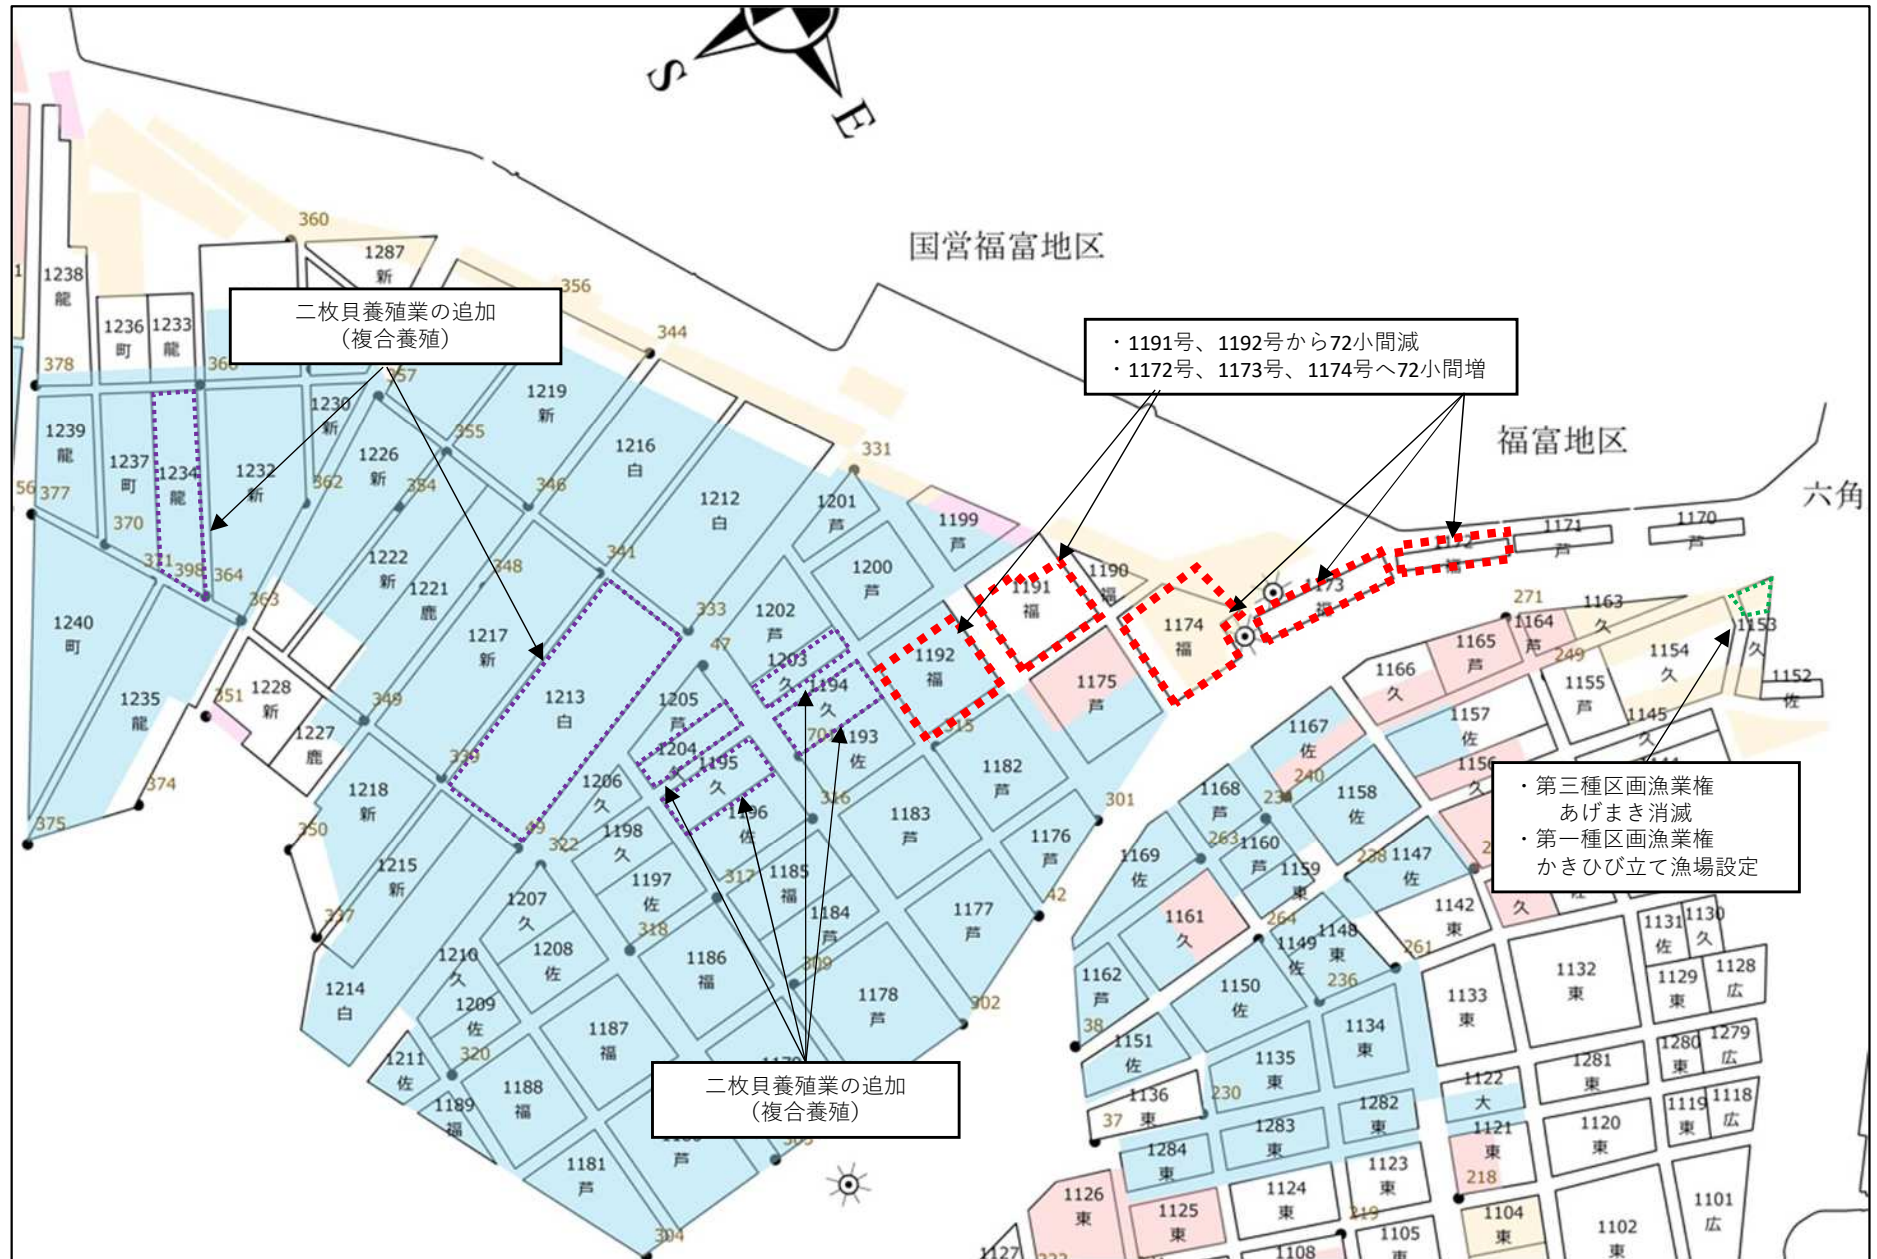 S
E
国営福富地区
福富地区
六角
二枚貝養殖業の追加
(複合養殖)
・1191号、1192号から72小間減
・1172号、1173号、1174号へ72小間増
・第三種区画漁業権
あげまき消滅
・第一種区画漁業権
かきひび立て漁場設定
二枚貝養殖業の追加
(複合養殖)
360
1287
新
356
344
1
1238
龍
1236
町
1233
龍
378
357
1219
新
1230
新
355
1216
白
1239
龍
1237
町
1234
龍
1232
新
1226
新
331
56
377
362
354
346
1212
白
1201
芦
1199
芦
370
371
398
364
1222
新
348
341
1200
芦
1190
福
1191
福
1172
福
1171
芦
1170
芦
363
1221
鹿
1202
芦
1173
福
271
1163
久
1240
町
1217
新
333
47
1203
久
1192
福
1174
福
1164
芦
1165
芦
249
1153
久
1235
龍
351
1228
新
349
1213
白
1205
芦
1194
久
1193
佐
315
1175
芦
1166
久
1154
久
1155
芦
1152
佐
1227
鹿
339
1204
久
1195
久
1167
佐
1157
佐
1145
久
374
1218
新
1206
久
1196
佐
316
1182
芦
1168
芦
240
1158
佐
1156
久
375
350
49
322
1198
久
1183
芦
301
1176
芦
263
1160
芦
1215
新
317
1185
福
1169
佐
1159
東
238
1147
佐
337
1207
久
1197
佐
1184
芦
42
1177
芦
1161
久
264
1142
東
久
1131
佐
1130
久
1210
久
1208
佐
318
1186
福
309
1149
佐
1148
東
261
1214
白
1209
佐
1178
芦
302
1162
芦
1150
佐
236
1133
東
1132
東
1129
東
1128
広
1211
佐
320
1187
福
38
1151
佐
1134
東
1280
東
1279
広
1188
福
1135
東
1281
東
1189
福
1136
東
230
1282
東
1122
大
1119
東
1118
広
37
1283
東
1121
東
1120
東
1181
芦
芦
1284
東
1123
東
218
1126
東
1125
東
1124
東
1104
東
1101
広
304
219
1105
東
1102
東
1127
1108